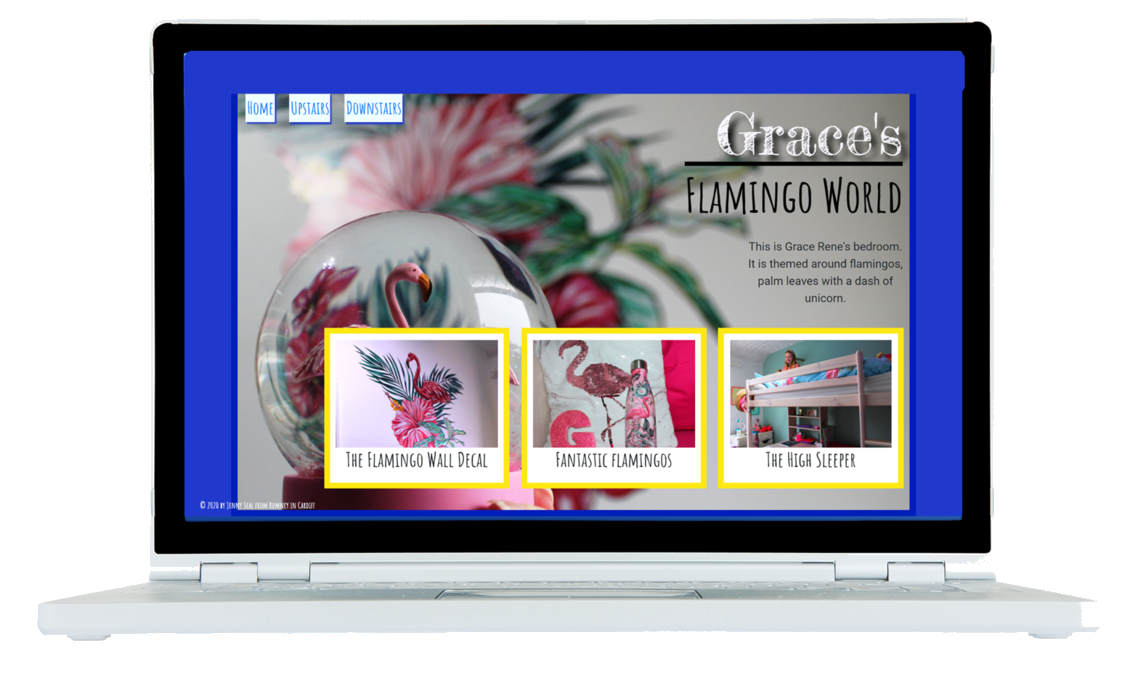 Home Upstairs Downstairs
Grace's
Flamingo World
This is Grace Rene's bedroom.
It is themed around flamingos,
palm leaves with a dash of
unicorn.
G
The Flamingo Wall Decal
Fantastic flamingos
The High Sleeper
© 2020 by Jenny Seal from Rumney in Cardiff